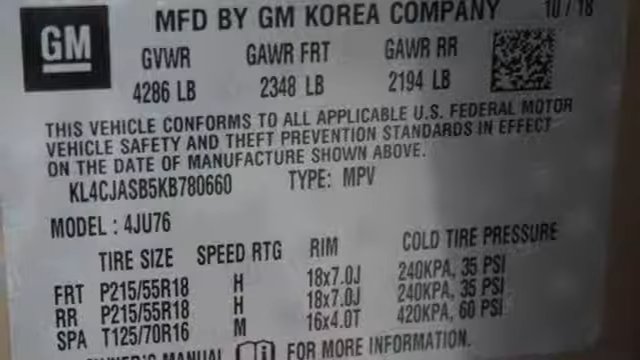 GM
MFD BY GM KOREA COMPANY 10/18
GVWR GAWR FRT GAWR RR
4286 LB 2348 LB 2194 LB
THIS VEHICLE CONFORMS TO ALL APPLICABLE U.S. FEDERAL MOTOR
VEHICLE SAFETY AND THEFT PREVENTION STANDARDS IN EFFECT
ON THE DATE OF MANUFACTURE SHOWN ABOVE.
KL4CJASB5KB780660 TYPE: MPV
MODEL : 4JU76
TIRE SIZE SPEED RTG RIM COLD TIRE PRESSURE
FRT P215/55R18 H 18x7.0J 240KPA, 35 PSI
RR P215/55R18 H 18x7.0J 240KPA, 35 PSI
SPA T125/70R16 M 16x4.0T 420KPA, 60 PSI
OWNER'S MANUAL FOR MORE INFORMATION.